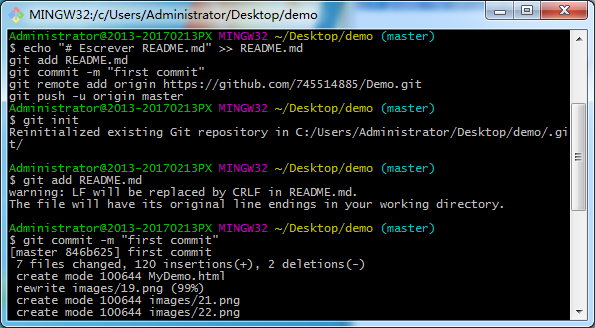 MINGW32:/c/Users/Administrator/Desktop/demo
Administrator@2013-20170213PX MINGW32 ~/Desktop/demo (master)
$ echo "# Escrever README.md" >> README.md
git add README.md
git commit -m "first commit"
git remote add origin https://github.com/745514885/Demo.git
git push -u origin master
Administrator@2013-20170213PX MINGW32 ~/Desktop/demo (master)
$ git init
Reinitialized existing Git repository in C:/Users/Administrator/Desktop/demo/.gi
t/
Administrator@2013-20170213PX MINGW32 ~/Desktop/demo (master)
$ git add README.md
warning: LF will be replaced by CRLF in README.md.
The file will have its original line endings in your working directory.
Administrator@2013-20170213PX MINGW32 ~/Desktop/demo (master)
$ git commit -m "first commit"
[master 846b625] first commit
7 files changed, 120 insertions(+), 2 deletions(-)
create mode 100644 MyDemo.html
rewrite images/19.png (99%)
create mode 100644 images/21.png
create mode 100644 images/22.png